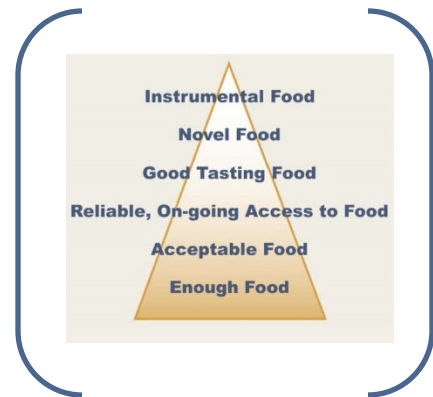 Instrumental Food
Novel Food
Good Tasting Food
Reliable, On-going Access to Food
Acceptable Food
Enough Food